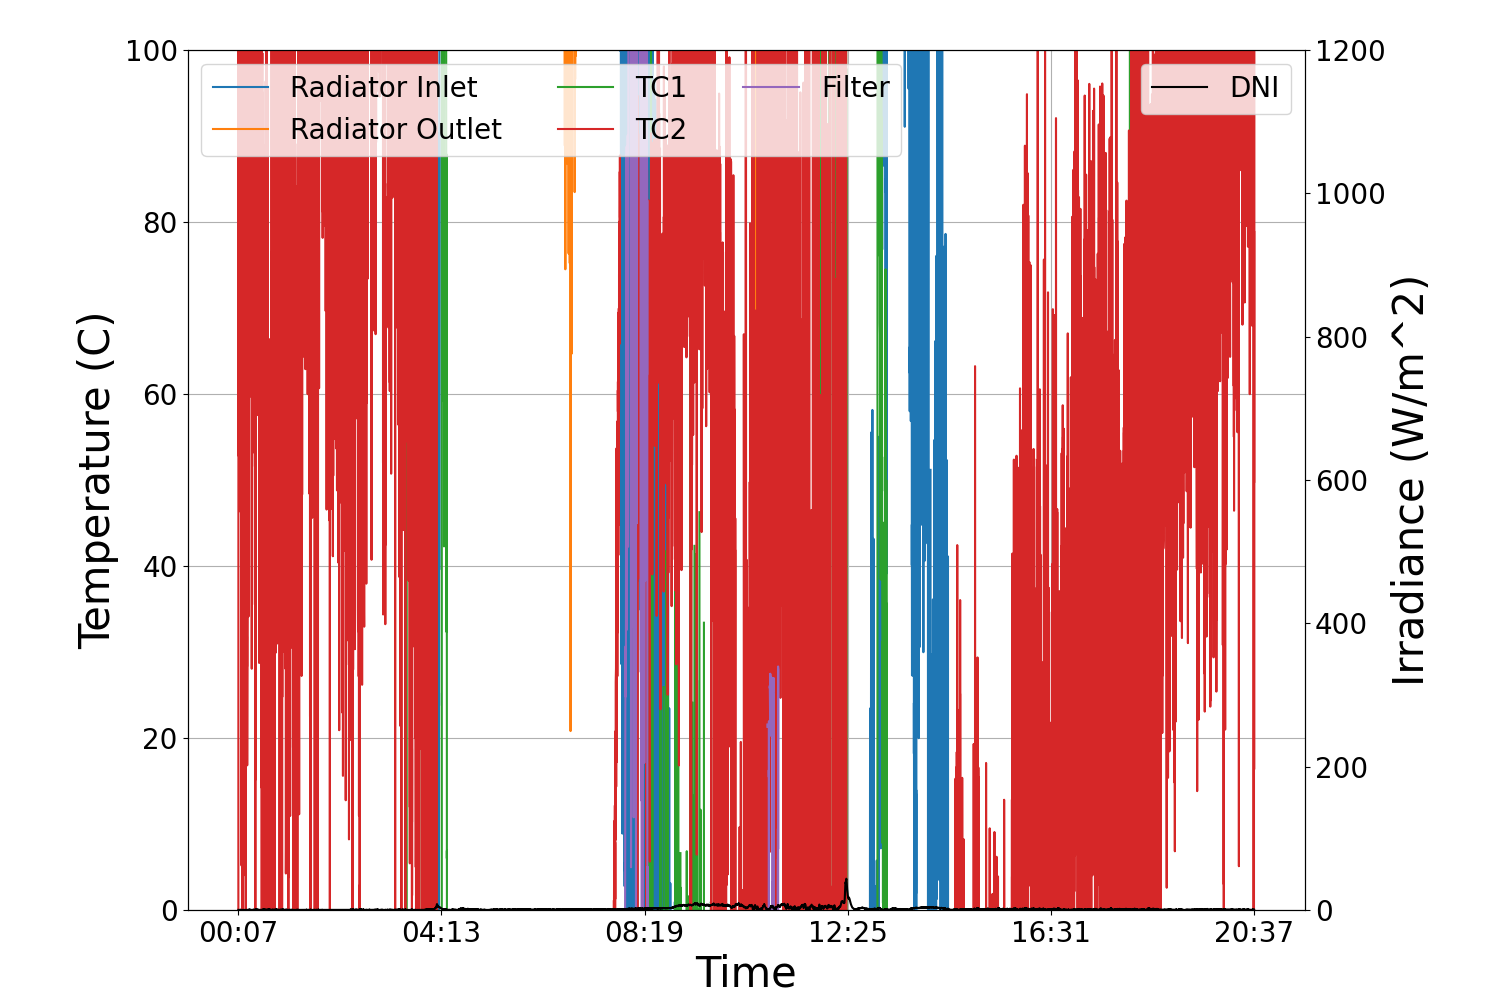 100
80
60
40
20
0
Temperature (C)
Radiator Inlet
Radiator Outlet
TC1
TC2
Filter
DNI
1200
1000
800
600
400
200
0
Irradiance (W/m^2)
00:07
04:13
08:19
12:25
16:31
20:37
Time